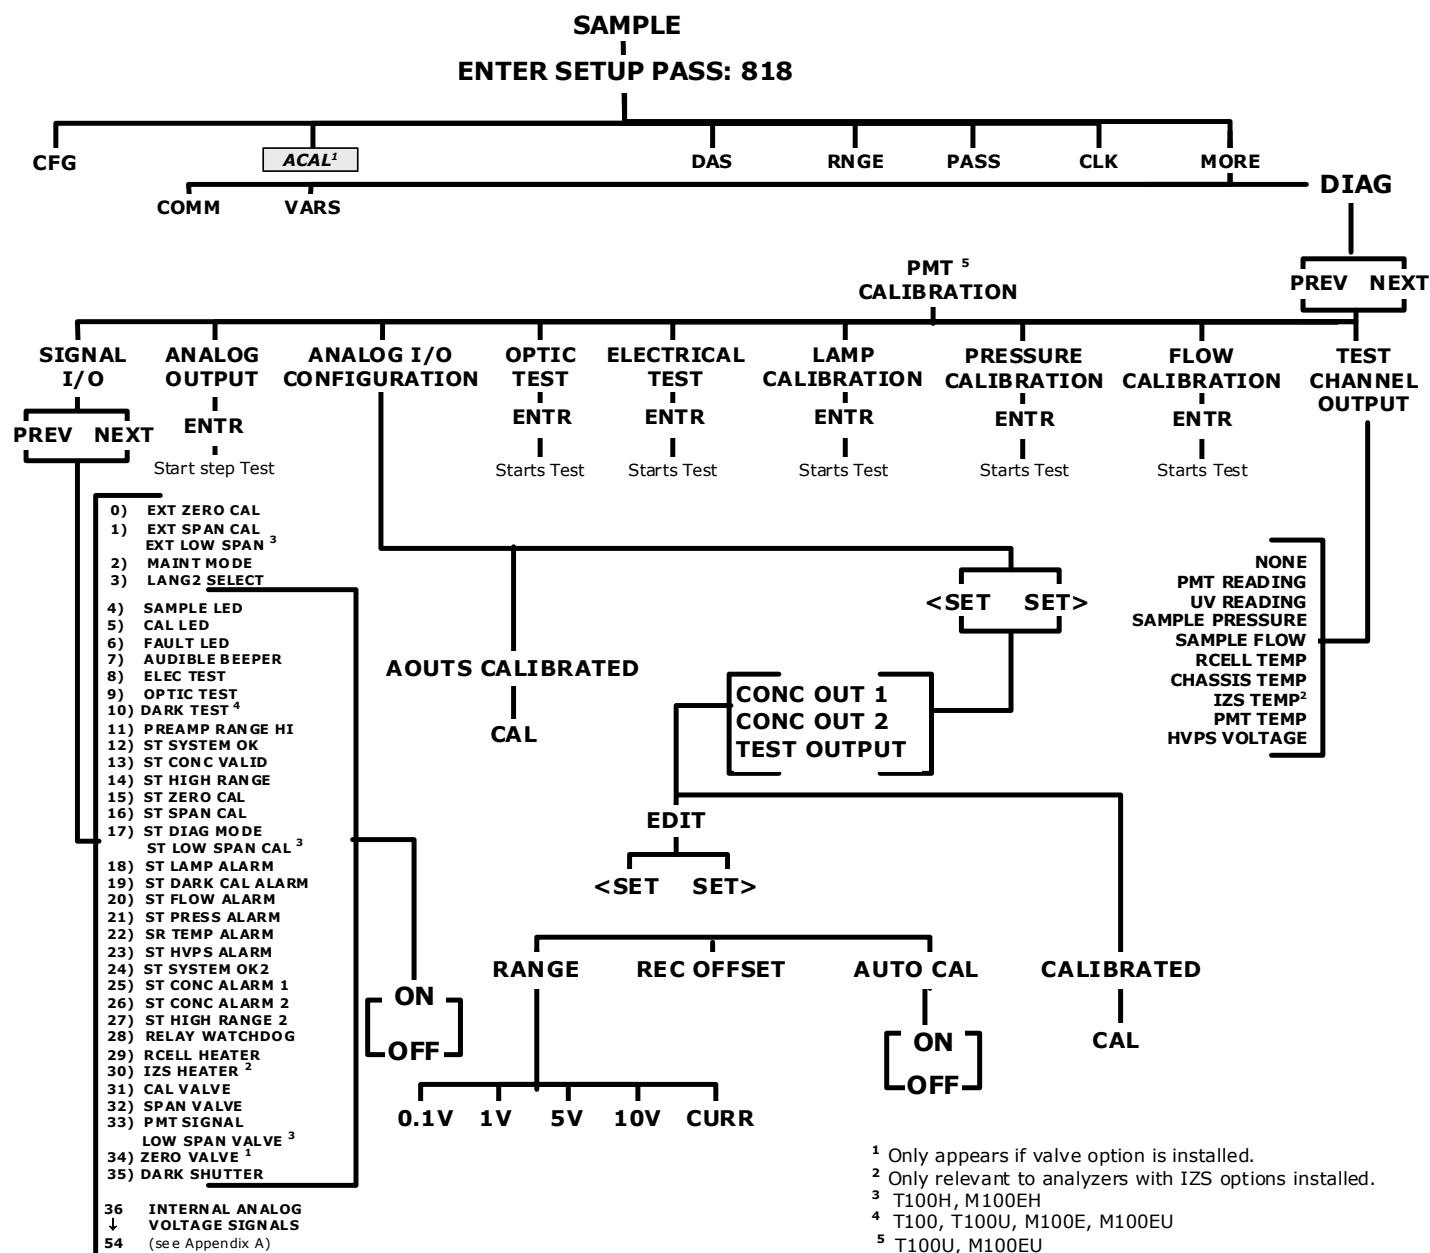 SAMPLE
ENTER SETUP PASS: 818
CFG
ACAL¹
DAS
RNGE
PASS
CLK
MORE
COMM
VARS
DIAG
PREV NEXT
PMT ⁵
CALIBRATION
SIGNAL
I/O
ANALOG
OUTPUT
ANALOG I/O
CONFIGURATION
OPTIC
TEST
ELECTRICAL
TEST
LAMP
CALIBRATION
PRESSURE
CALIBRATION
FLOW
CALIBRATION
TEST
CHANNEL
OUTPUT
PREV NEXT
ENTR
Start step Test
ENTR
Starts Test
ENTR
Starts Test
ENTR
Starts Test
ENTR
Starts Test
ENTR
Starts Test
0) EXT ZERO CAL
1) EXT SPAN CAL
EXT LOW SPAN ³
2) MAINT MODE
3) LANG2 SELECT
4) SAMPLE LED
5) CAL LED
6) FAULT LED
7) AUDIBLE BEEPER
8) ELEC TEST
9) OPTIC TEST
10) DARK TEST ⁴
11) PREAMP RANGE HI
12) ST SYSTEM OK
13) ST CONC VALID
14) ST HIGH RANGE
15) ST ZERO CAL
16) ST SPAN CAL
17) ST DIAG MODE
ST LOW SPAN CAL ³
18) ST LAMP ALARM
19) ST DARK CAL ALARM
20) ST FLOW ALARM
21) ST PRESS ALARM
22) SR TEMP ALARM
23) ST HVPS ALARM
24) ST SYSTEM OK2
25) ST CONC ALARM 1
26) ST CONC ALARM 2
27) ST HIGH RANGE 2
28) RELAY WATCHDOG
29) RCELL HEATER
30) IZS HEATER ²
31) CAL VALVE
32) SPAN VALVE
33) PMT SIGNAL
LOW SPAN VALVE ³
34) ZERO VALVE ¹
35) DARK SHUTTER
36 INTERNAL ANALOG
↓ VOLTAGE SIGNALS
54 (see Appendix A)
ON
OFF
AOUTS CALIBRATED
CAL
<SET SET>
CONC OUT 1
CONC OUT 2
TEST OUTPUT
EDIT
<SET SET>
RANGE
REC OFFSET
AUTO CAL
CALIBRATED
ON
OFF
CAL
0.1V 1V 5V 10V CURR
NONE
PMT READING
UV READING
SAMPLE PRESSURE
SAMPLE FLOW
RCELL TEMP
CHASSIS TEMP
IZS TEMP²
PMT TEMP
HVPS VOLTAGE
¹ Only appears if valve option is installed.
² Only relevant to analyzers with IZS options installed.
³ T100H, M100EH
⁴ T100, T100U, M100E, M100EU
⁵ T100U, M100EU